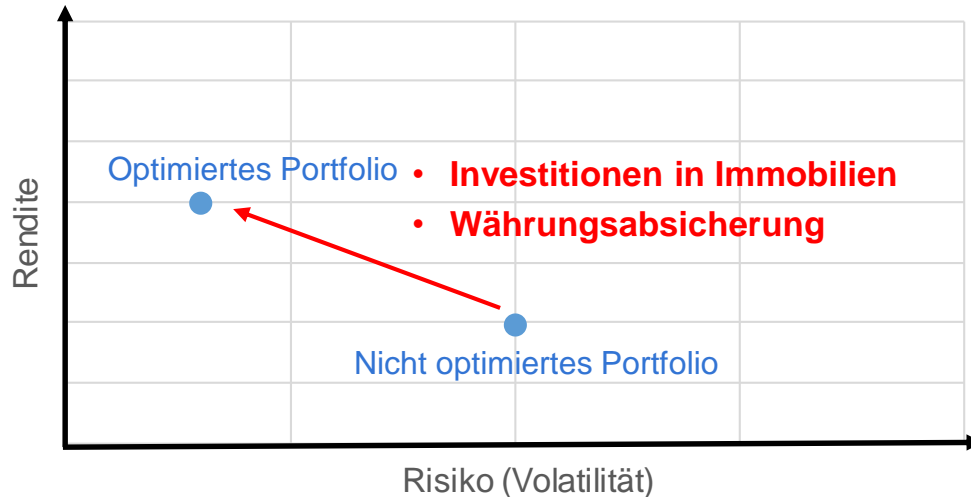 Optimiertes Portfolio
• Investitionen in Immobilien
• Währungsabsicherung
Rendite
Nicht optimiertes Portfolio
Risiko (Volatilität)